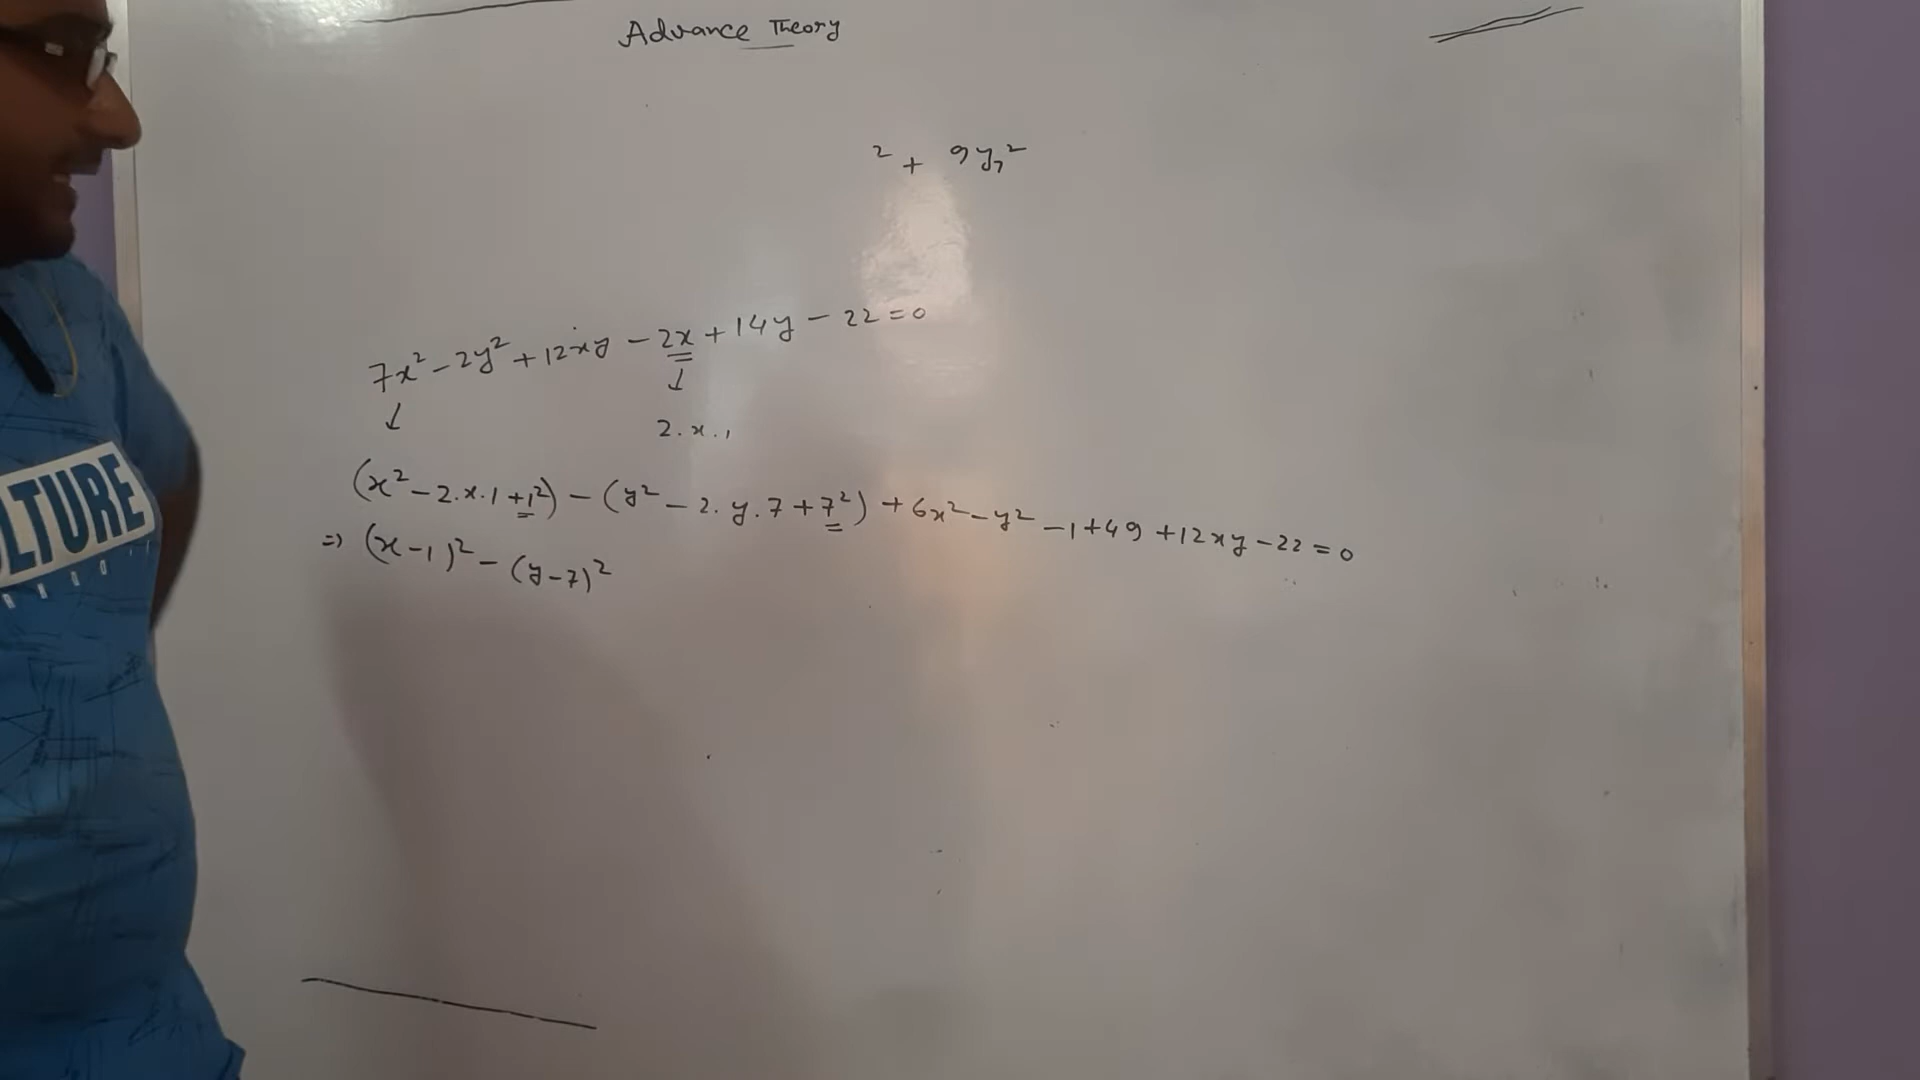 Advance Theory
² + 9y₇²
7x² - 2y² + 12xy - 2x + 14y - 22 = 0
↓ ↓
2.x.1
(x² - 2.x.1 + 1²) - (y² - 2.y.7 + 7²) + 6x² - y² - 1 + 49 + 12xy - 22 = 0
⇒ (x - 1)² - (y - 7)²
LTURE